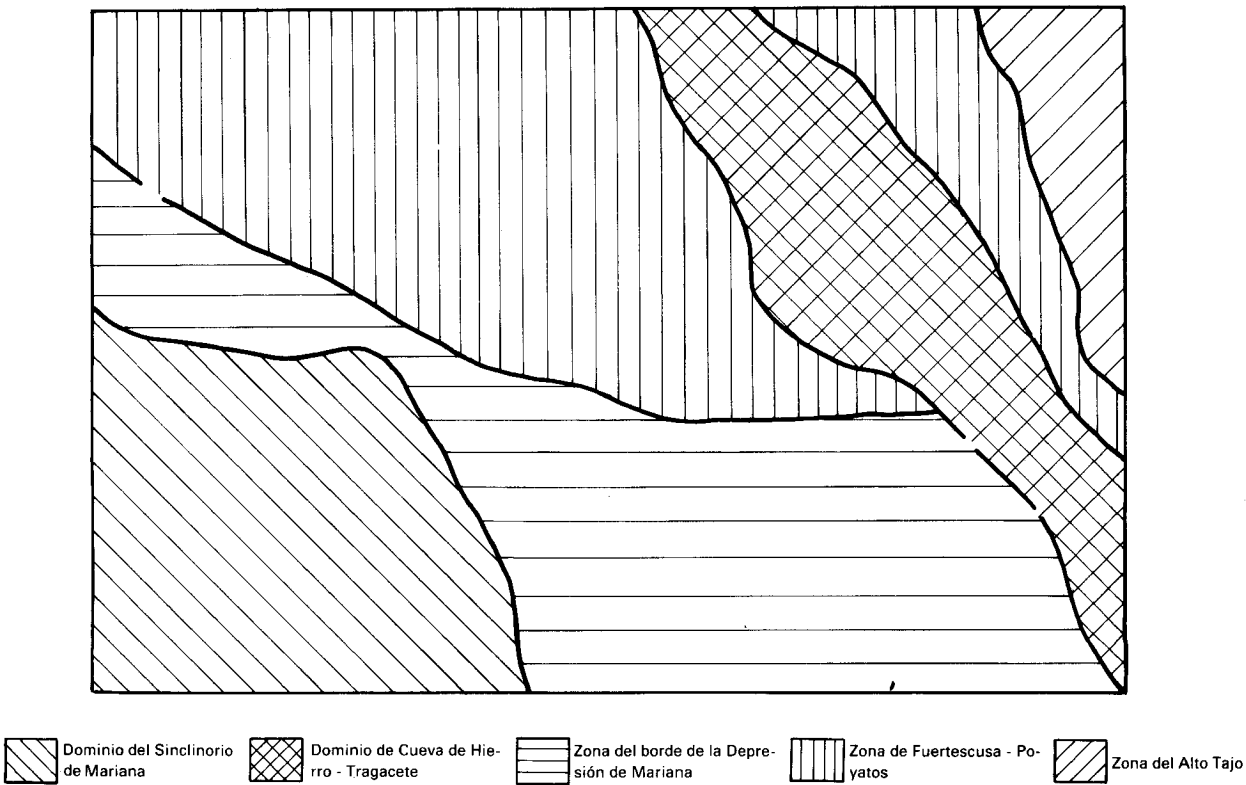 Dominio del Sinclinorio
de Mariana
Dominio de Cueva de Hie-
rro - Tragacete
Zona del borde de la Depre-
sión de Mariana
Zona de Fuertescusa - Po-
yatos
Zona del Alto Tajo